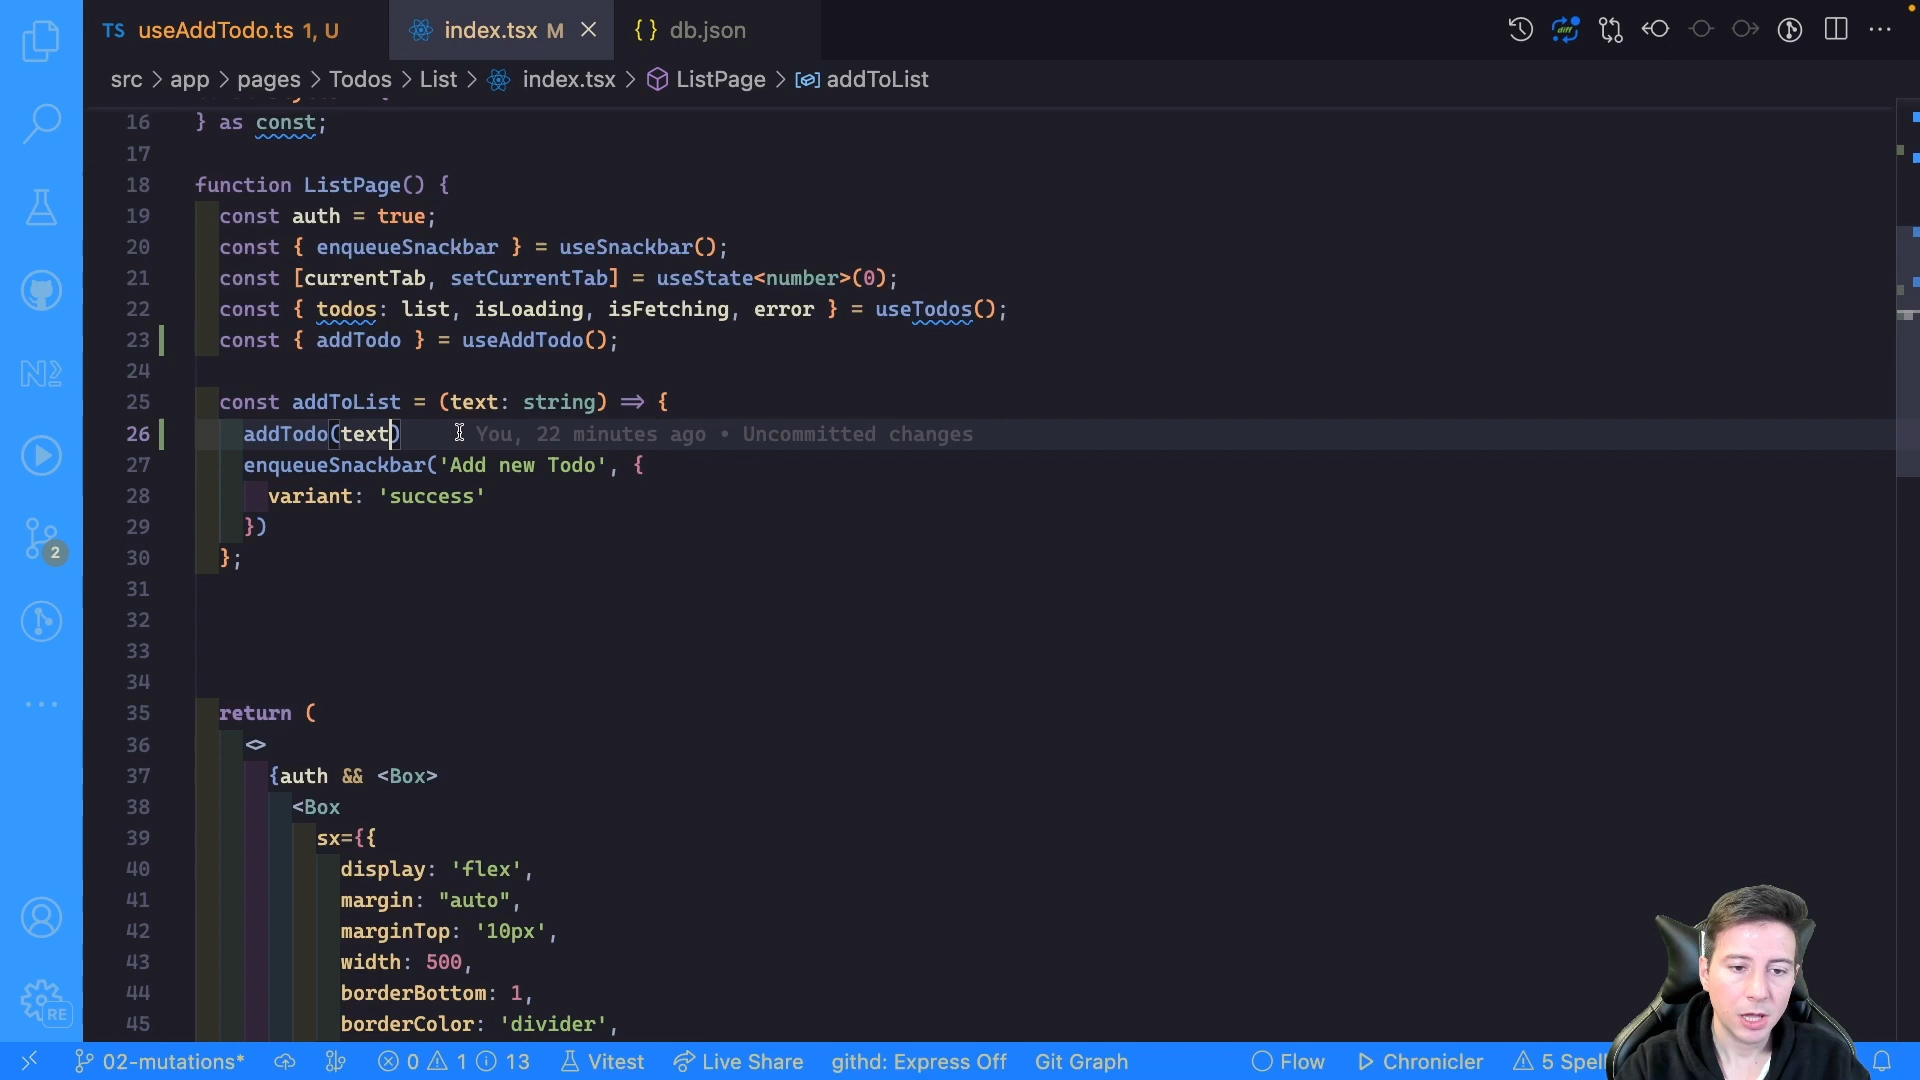 TS useAddTodo.ts 1, U
index.tsx M
{} db.json
src > app > pages > Todos > List > index.tsx > ListPage > addToList
16 } as const;
17
18 function ListPage() {
19 const auth = true;
20 const { enqueueSnackbar } = useSnackbar();
21 const [currentTab, setCurrentTab] = useState<number>(0);
22 const { todos: list, isLoading, isFetching, error } = useTodos();
23 const { addTodo } = useAddTodo();
24
25 const addToList = (text: string) => {
26 addTodo(text) You, 22 minutes ago • Uncommitted changes
27 enqueueSnackbar('Add new Todo', {
28 variant: 'success'
29 })
30 };
31
32
33
34
35 return (
36 <>
37 {auth && <Box>
38 <Box
39 sx={{
40 display: 'flex',
41 margin: "auto",
42 marginTop: '10px',
43 width: 500,
44 borderBottom: 1,
45 borderColor: 'divider',
2
RE
02-mutations* 0 1 13 Vitest Live Share githd: Express Off Git Graph Flow Chronicler 5 Spell